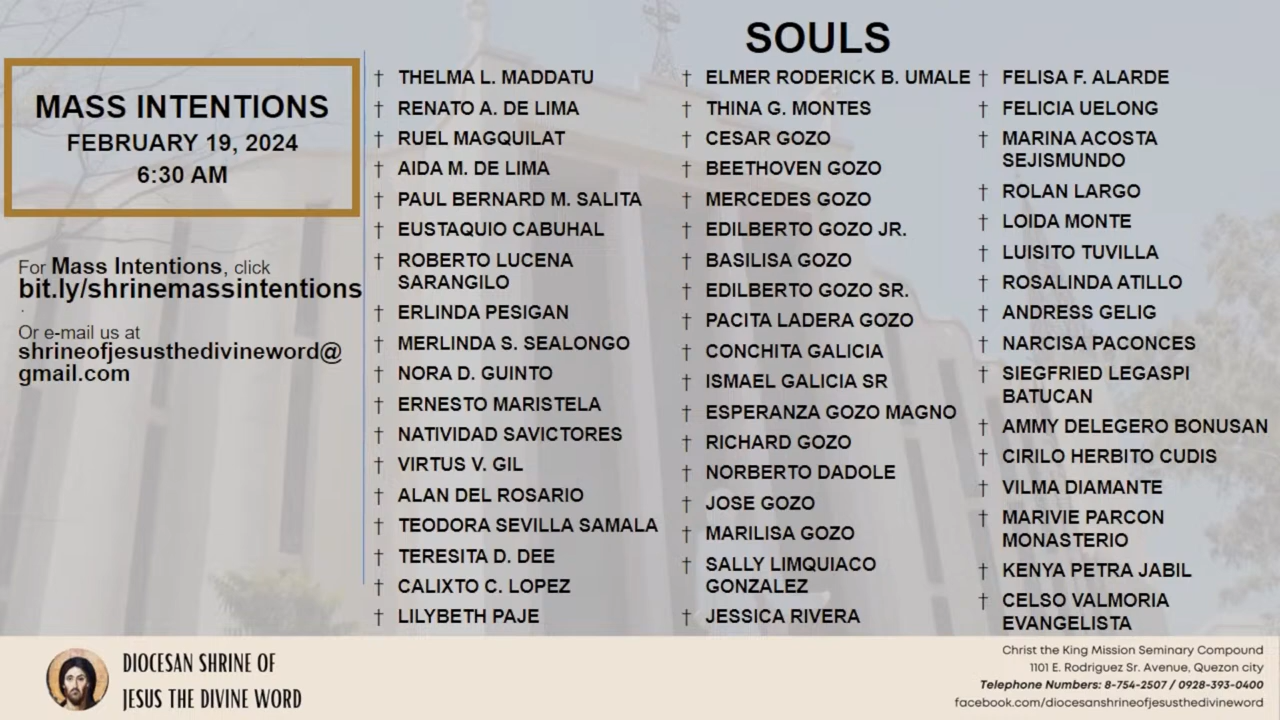 SOULS
MASS INTENTIONS
FEBRUARY 19, 2024
6:30 AM
For Mass Intentions, click
bit.ly/shrinemassintentions
.
Or e-mail us at
shrineofjesusthedivineword@
gmail.com
† THELMA L. MADDATU
† RENATO A. DE LIMA
† RUEL MAGQUILAT
† AIDA M. DE LIMA
† PAUL BERNARD M. SALITA
† EUSTAQUIO CABUHAL
† ROBERTO LUCENA
SARANGILO
† ERLINDA PESIGAN
† MERLINDA S. SEALONGO
† NORA D. GUINTO
† ERNESTO MARISTELA
† NATIVIDAD SAVICTORES
† VIRTUS V. GIL
† ALAN DEL ROSARIO
† TEODORA SEVILLA SAMALA
† TERESITA D. DEE
† CALIXTO C. LOPEZ
† LILYBETH PAJE
† ELMER RODERICK B. UMALE
† THINA G. MONTES
† CESAR GOZO
† BEETHOVEN GOZO
† MERCEDES GOZO
† EDILBERTO GOZO JR.
† BASILISA GOZO
† EDILBERTO GOZO SR.
† PACITA LADERA GOZO
† CONCHITA GALICIA
† ISMAEL GALICIA SR
† ESPERANZA GOZO MAGNO
† RICHARD GOZO
† NORBERTO DADOLE
† JOSE GOZO
† MARILISA GOZO
† SALLY LIMQUIACO
GONZALEZ
† JESSICA RIVERA
† FELISA F. ALARDE
† FELICIA UELONG
† MARINA ACOSTA
SEJISMUNDO
† ROLAN LARGO
† LOIDA MONTE
† LUISITO TUVILLA
† ROSALINDA ATILLO
† ANDRESS GELIG
† NARCISA PACONCES
† SIEGFRIED LEGASPI
BATUCAN
† AMMY DELEGERO BONUSAN
† CIRILO HERBITO CUDIS
† VILMA DIAMANTE
† MARIVIE PARCON
MONASTERIO
† KENYA PETRA JABIL
† CELSO VALMORIA
EVANGELISTA
DIOCESAN SHRINE OF
JESUS THE DIVINE WORD
Christ the King Mission Seminary Compound
1101 E. Rodriguez Sr. Avenue, Quezon city
Telephone Numbers: 8-754-2507 / 0928-393-0400
facebook.com/diocesanshrineofjesusthedivineword